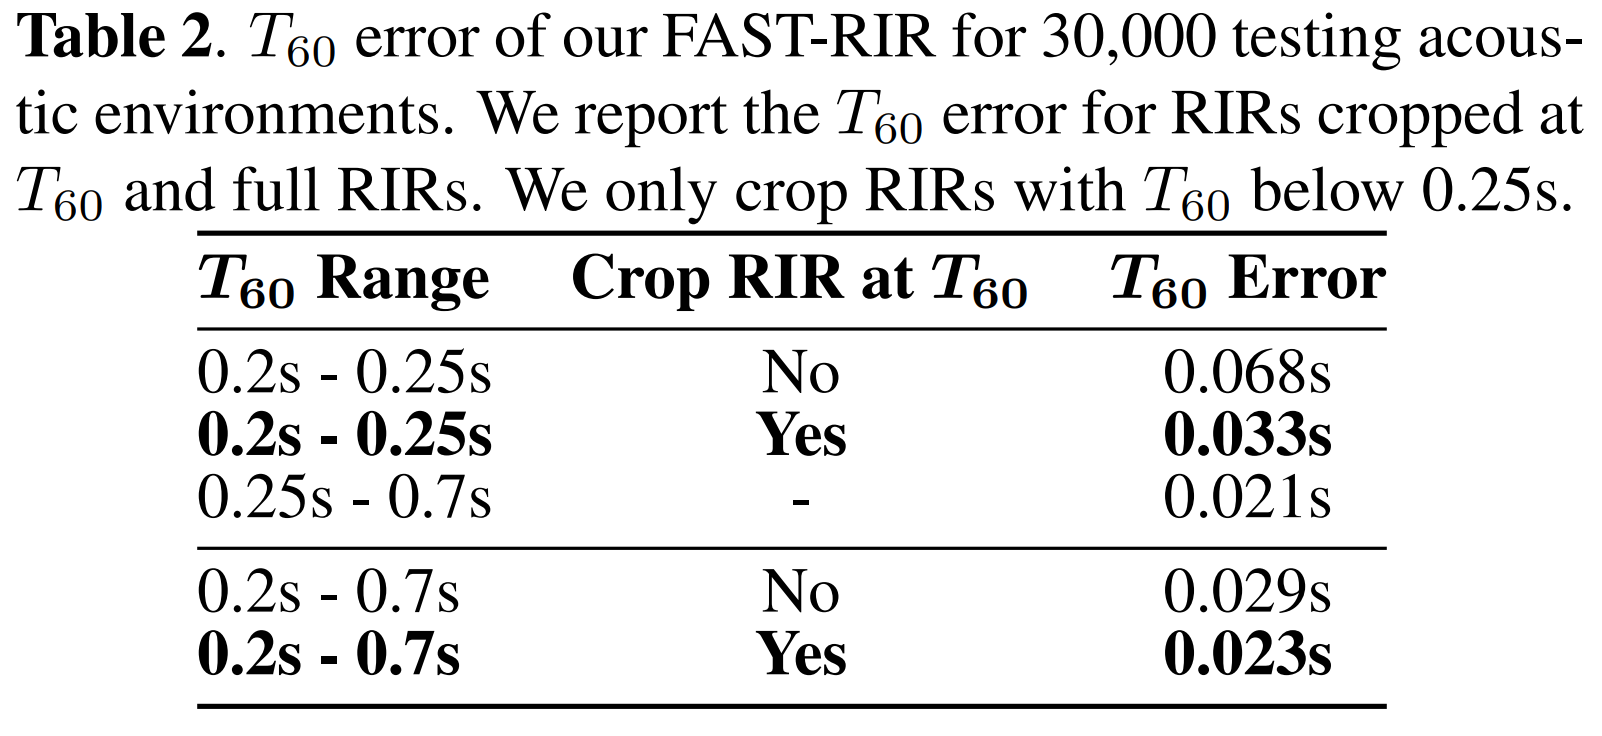 Table 2. T60 error of our FAST-RIR for 30,000 testing acous-
tic environments. We report the T60 error for RIRs cropped at
T60 and full RIRs. We only crop RIRs with T60 below 0.25s.
T60 Range Crop RIR at T60 T60 Error
0.2s - 0.25s No 0.068s
0.2s - 0.25s Yes 0.033s
0.25s - 0.7s - 0.021s
0.2s - 0.7s No 0.029s
0.2s - 0.7s Yes 0.023s